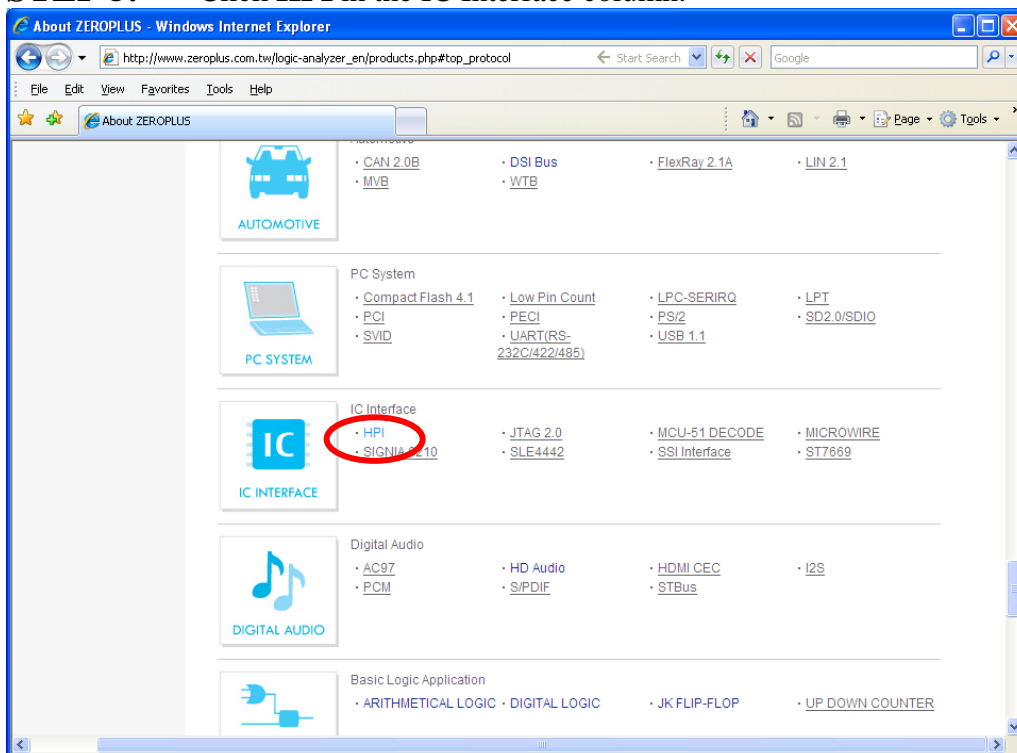 About ZEROPLUS - Windows Internet Explorer
http://www.zeroplus.com.tw/logic-analyzer_en/products.php#top_protocol Start Search Google
File Edit View Favorites Tools Help
About ZEROPLUS Page Tools
· CAN 2.0B · DSI Bus · FlexRay 2.1A · LIN 2.1
· MVB · WTB
AUTOMOTIVE
PC System
· Compact Flash 4.1 · Low Pin Count · LPC-SERIRQ · LPT
· PCI · PECI · PS/2 · SD2.0/SDIO
· SVID · UART(RS- · USB 1.1
232C/422/485)
PC SYSTEM
IC Interface
· HPI · JTAG 2.0 · MCU-51 DECODE · MICROWIRE
· SIGNIA 6210 · SLE4442 · SSI Interface · ST7669
IC
IC INTERFACE
Digital Audio
· AC97 · HD Audio · HDMI CEC · I2S
· PCM · S/PDIF · STBus
DIGITAL AUDIO
Basic Logic Application
· ARITHMETICAL LOGIC · DIGITAL LOGIC · JK FLIP-FLOP · UP DOWN COUNTER